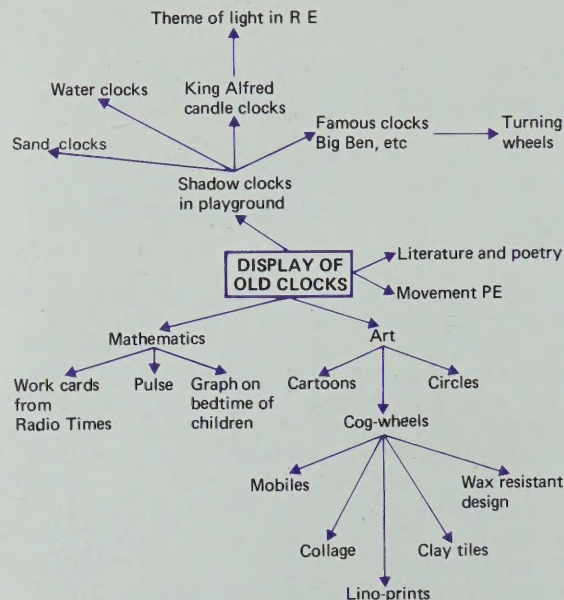 Theme of light in R E
Water clocks
King Alfred
candle clocks
Sand clocks
Famous clocks
Big Ben, etc
Turning
wheels
Shadow clocks
in playground
DISPLAY OF
OLD CLOCKS
Literature and poetry
Movement PE
Mathematics
Art
Work cards
from
Radio Times
Pulse
Graph on
bedtime of
children
Cartoons
Circles
Cog-wheels
Mobiles
Wax resistant
design
Collage
Clay tiles
Lino-prints